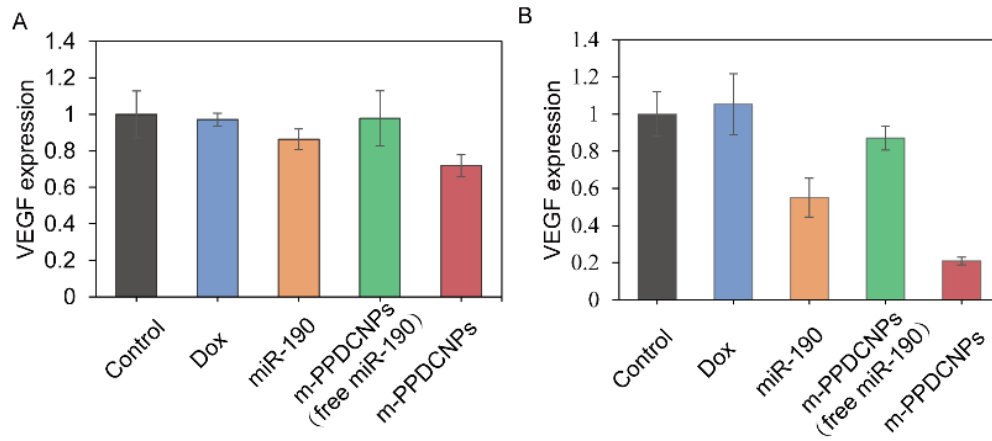 A
VEGF expression
1.4
1.2
1
0.8
0.6
0.4
0.2
0
Control
Dox
miR-190
m-PPDCNPs
(free miR-190)
m-PPDCNPs
B
VEGF expression
1.4
1.2
1
0.8
0.6
0.4
0.2
0
Control
Dox
miR-190
m-PPDCNPs
(free miR-190)
m-PPDCNPs